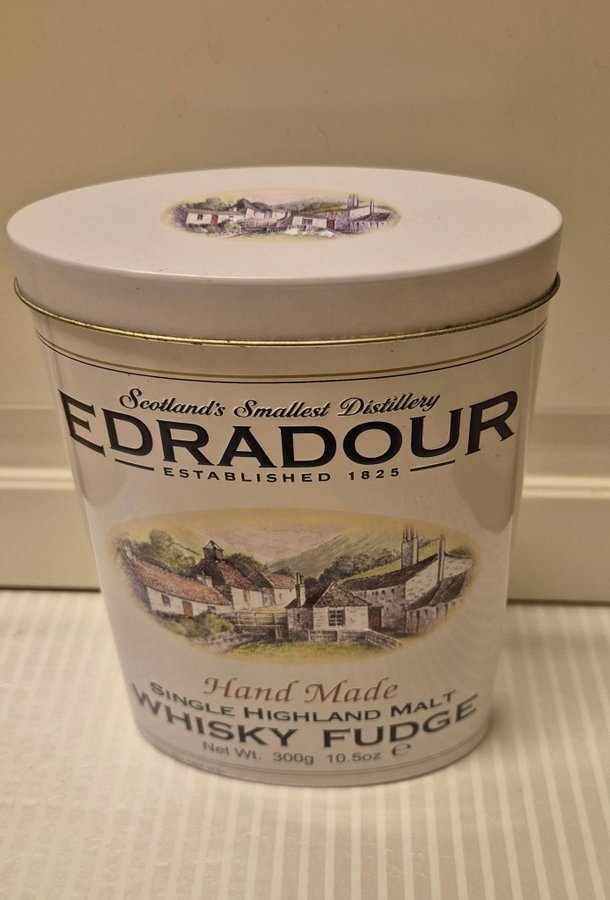 Scotland's Smallest Distillery
EDRADOUR
ESTABLISHED 1825
Hand Made
SINGLE HIGHLAND MALT
WHISKY FUDGE
Net Wt. 300g 10.5oz ℮